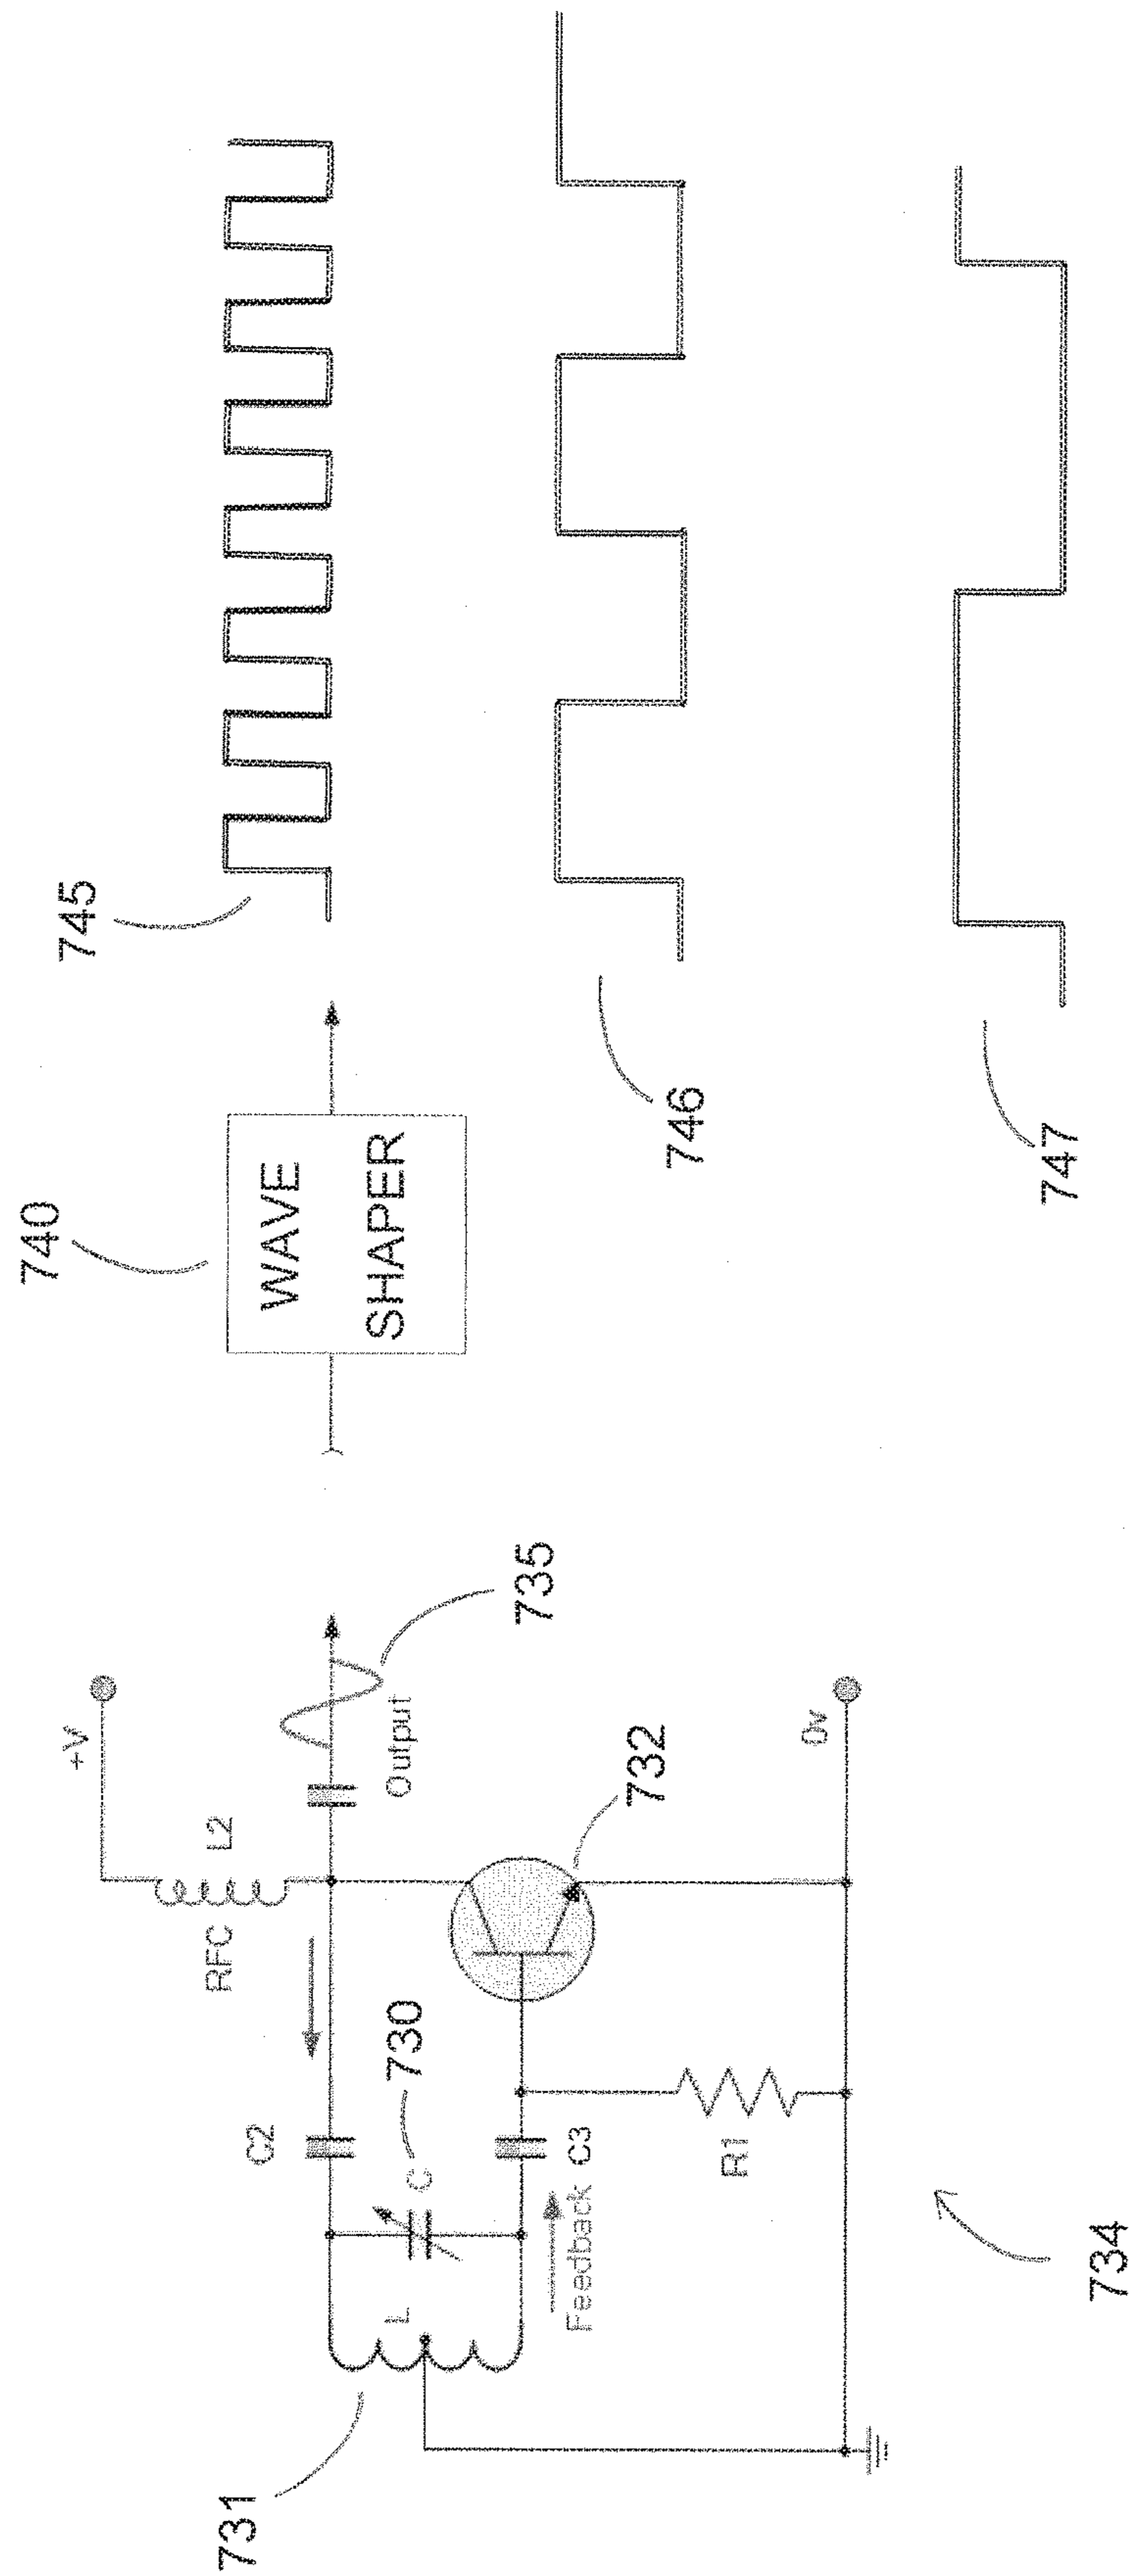 731
L
C
730
C2
RFC
L2
+V
Output
735
Feedback
C3
R1
732
0v
734
740
WAVE
SHAPER
745
746
747